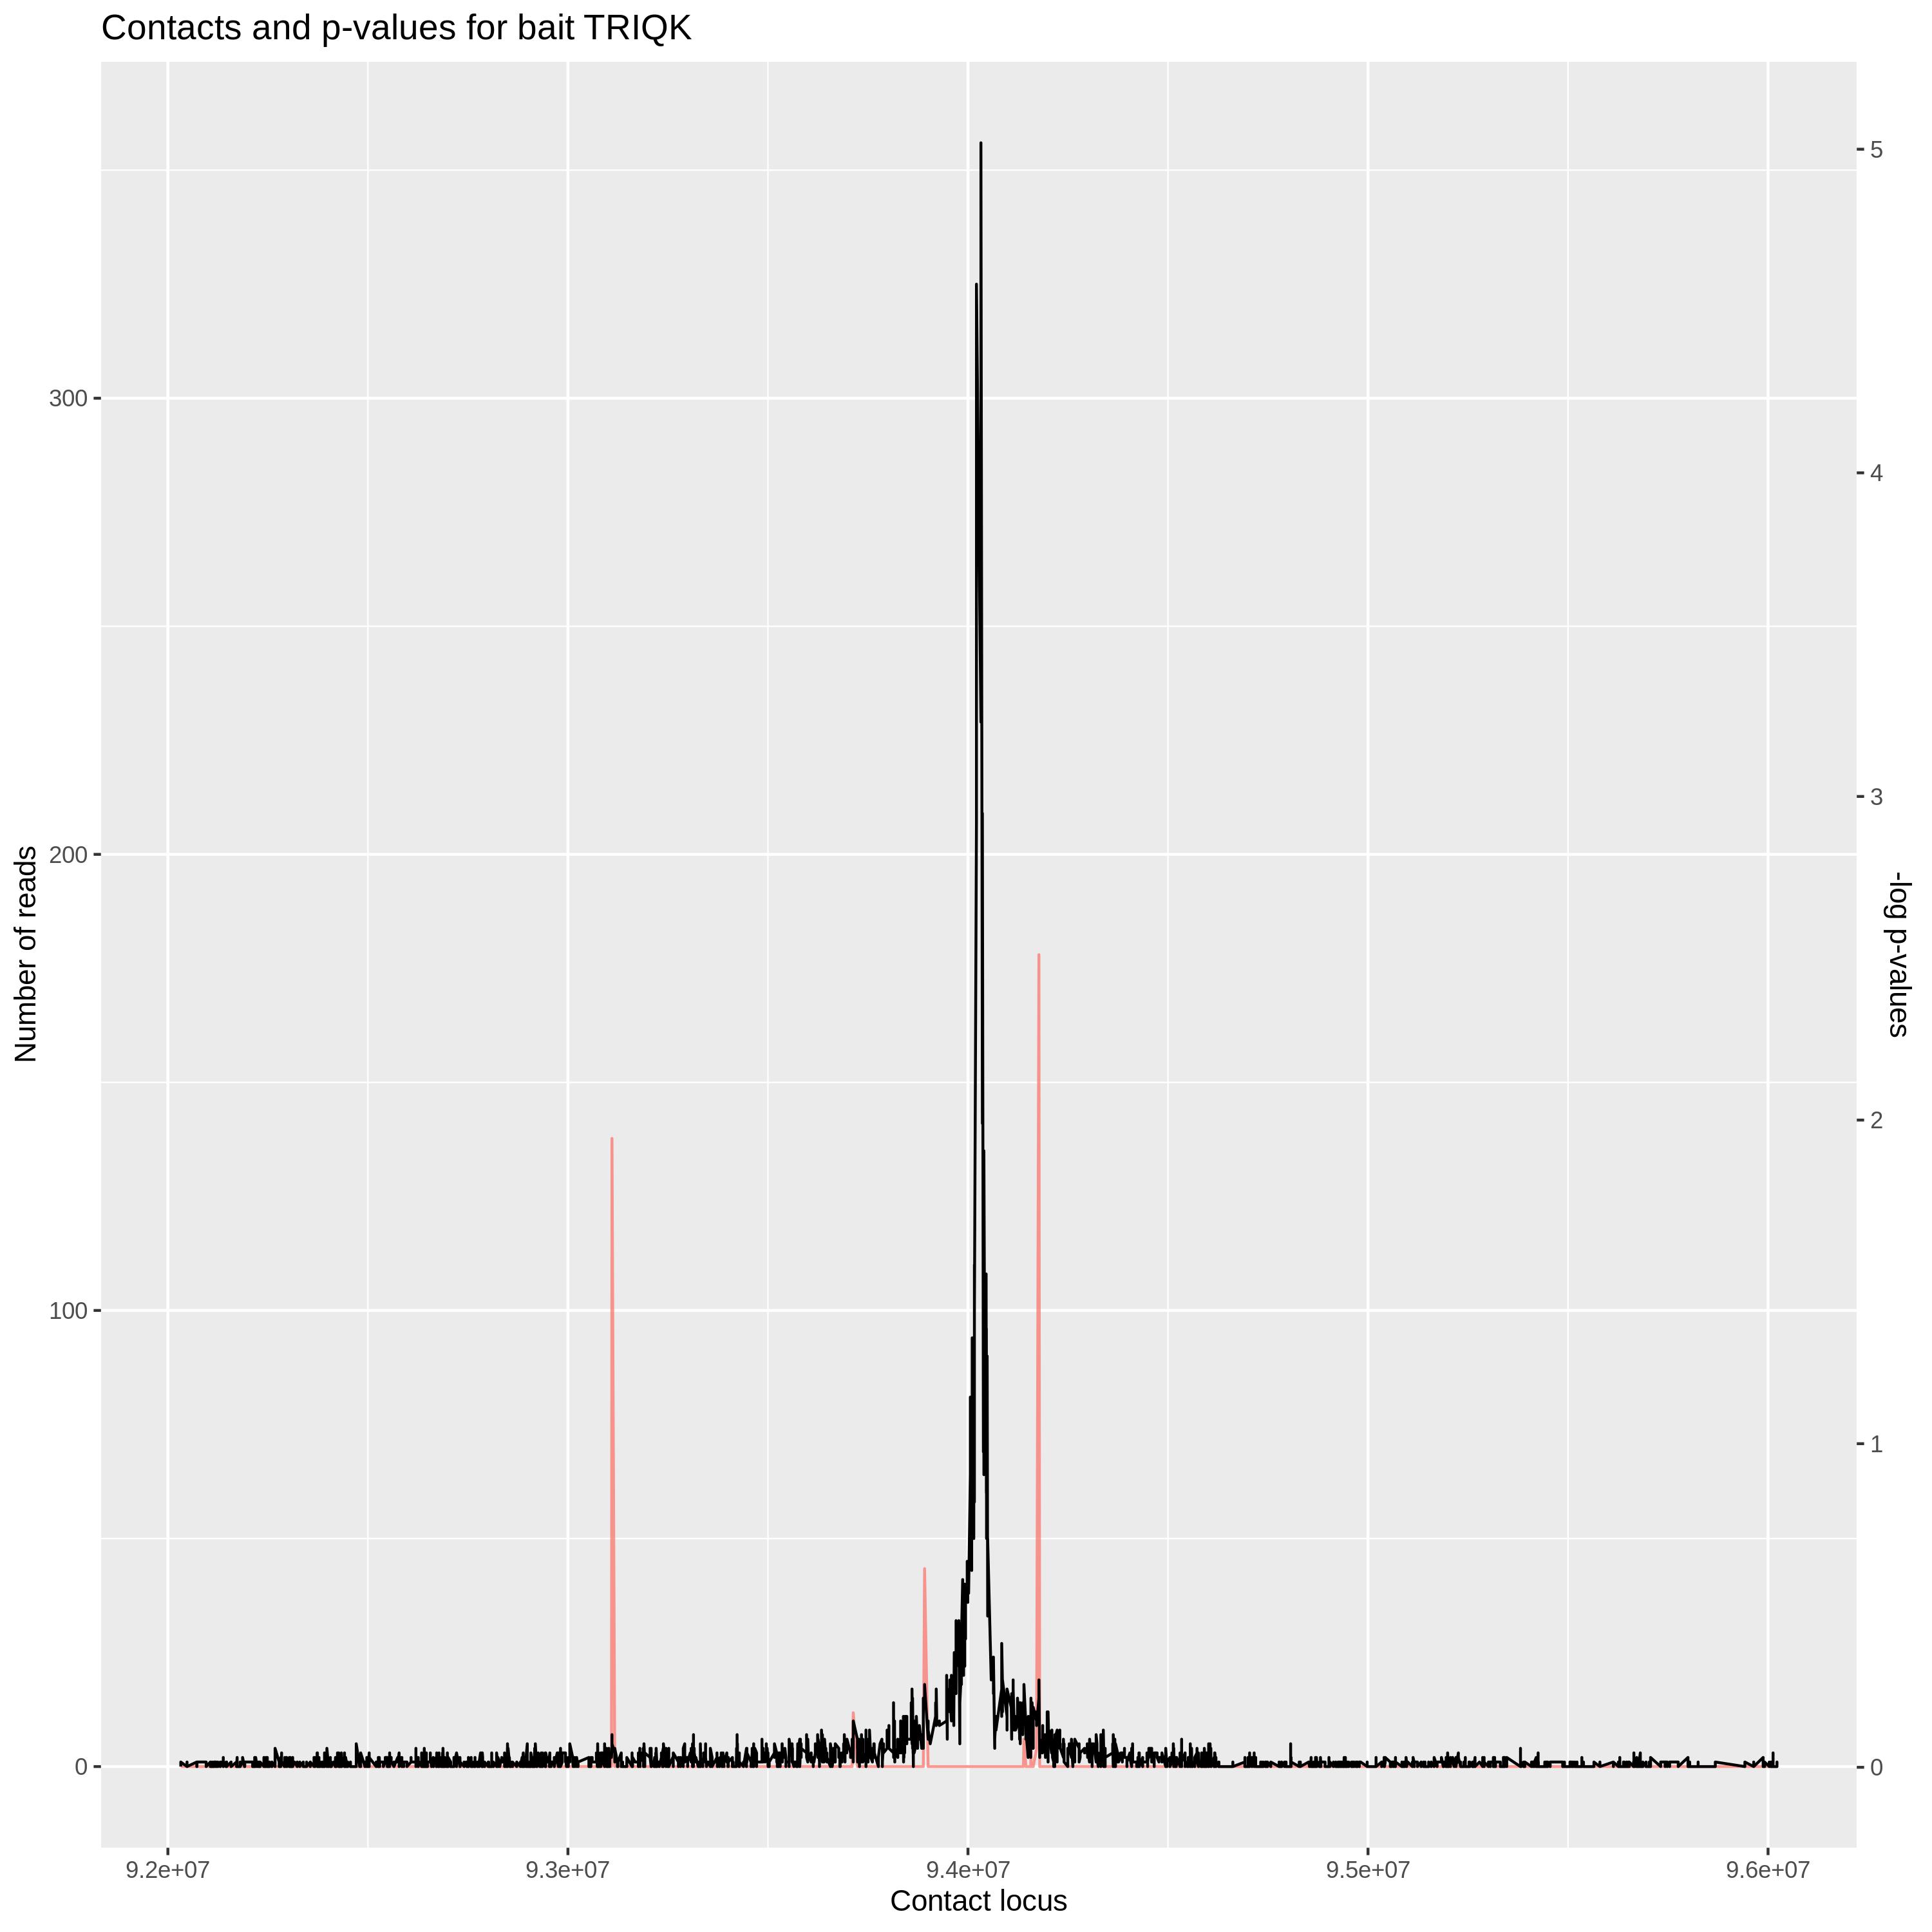 Contacts and p-values for bait TRIQK
Number of reads
300
200
100
0
5
4
3
2
1
0
-log p-values
9.2e+07
9.3e+07
9.4e+07
9.5e+07
9.6e+07
Contact locus